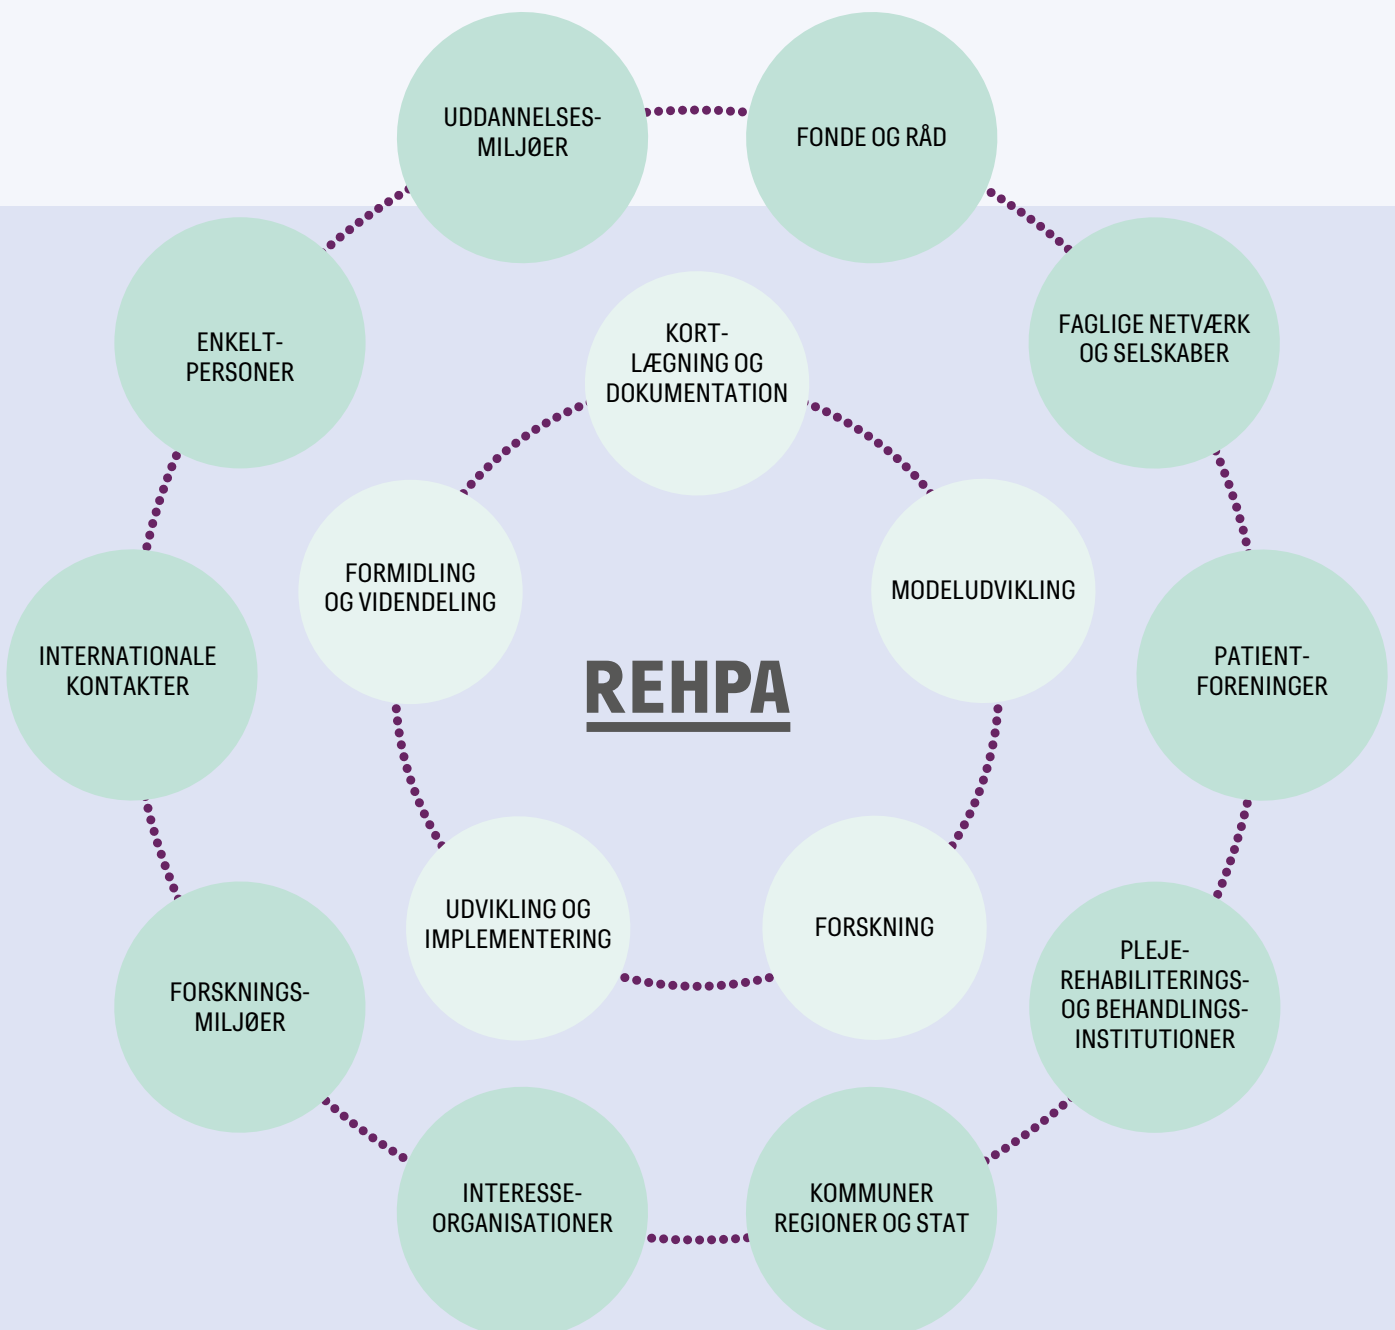 UDDANNELSES-
MILJØER
FONDE OG RÅD
FAGLIGE NETVÆRK
OG SELSKABER
ENKELT-
PERSONER
KORT-
LÆGNING OG
DOKUMENTATION
FORMIDLING
OG VIDENDELING
MODELUDVIKLING
INTERNATIONALE
KONTAKTER
REHPA
PATIENT-
FORENINGER
UDVIKLING OG
IMPLEMENTERING
FORSKNING
FORSKNINGS-
MILJØER
PLEJE-
REHABILITERINGS-
OG BEHANDLINGS-
INSTITUTIONER
INTERESSE-
ORGANISATIONER
KOMMUNER
REGIONER OG STAT